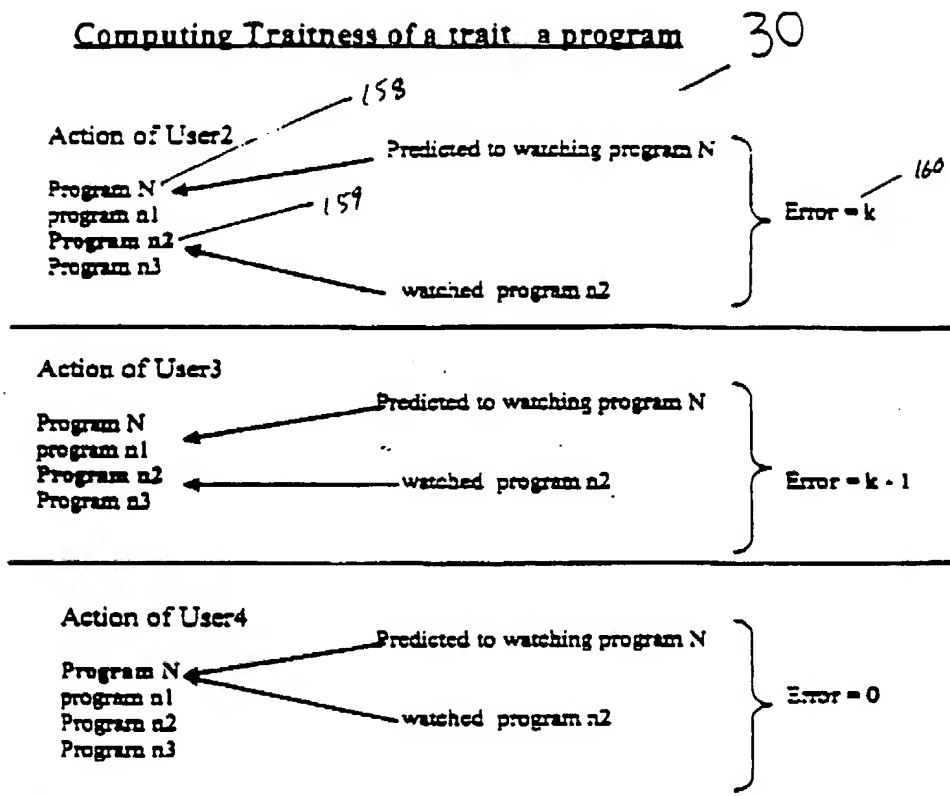 Computing Traitness of a trait a program
30
158
Action of User2
Predicted to watching program N
Program N
160
program n1
159
Error = k
Program n2
Program n3
watched program n2
Action of User3
Predicted to watching program N
Program N
program n1
Program n2
watched program n2
Error = k - 1
Program n3
Action of User4
Predicted to watching program N
Program N
program n1
Error = 0
Program n2
watched program n2
Program n3